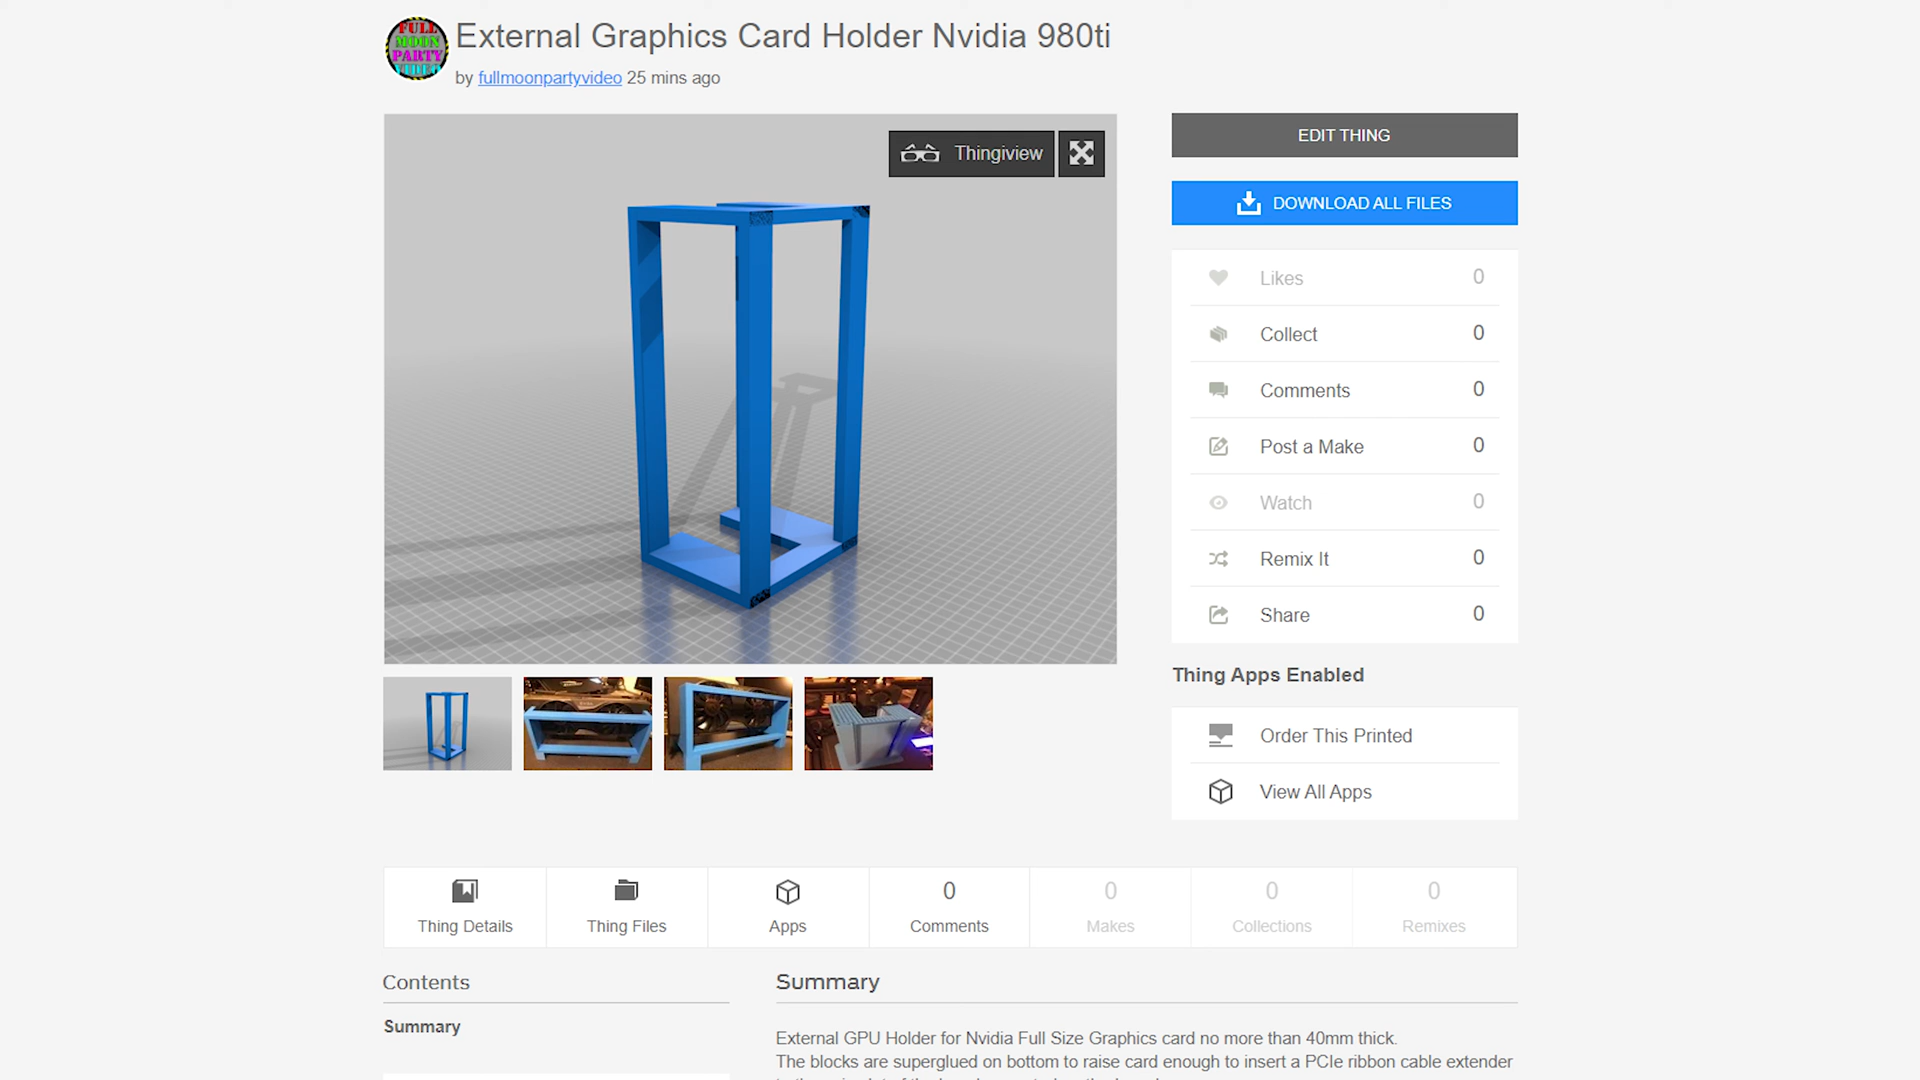 FULL
MOON
PARTY
VIDEO
External Graphics Card Holder Nvidia 980ti
by fullmoonpartyvideo 25 mins ago
Thingiview
EDIT THING
DOWNLOAD ALL FILES
Likes 0
Collect 0
Comments 0
Post a Make 0
Watch 0
Remix It 0
Share 0
Thing Apps Enabled
Order This Printed
View All Apps
Thing Details
Thing Files
Apps
0
Comments
0
Makes
0
Collections
0
Remixes
Contents
Summary
Summary
External GPU Holder for Nvidia Full Size Graphics card no more than 40mm thick.
The blocks are superglued on bottom to raise card enough to insert a PCIe ribbon cable extender